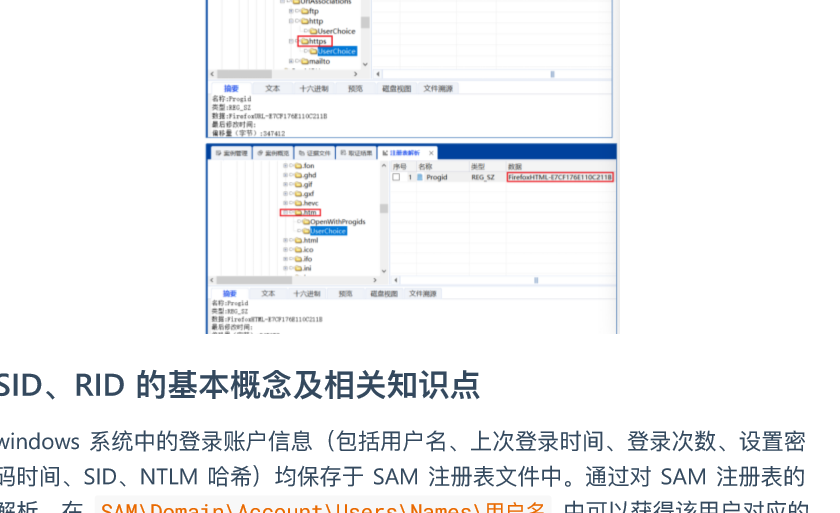 UrlAssociations
ftp
http
UserChoice
https
UserChoice
mailto
摘要 文本 十六进制 预览 磁盘视图 文件溯源
名称:Progid
类型:REG_SZ
数据:FirefoxURL-E7CF176E110C211B
最后修改时间:
偏移量(字节):347412
案例管理 案例概览 证据文件 取证结果 注册表解析 ×
序号 名称 类型 数据
1 Progid REG_SZ FirefoxHTML-E7CF176E110C211B
.fon
.ghd
.gif
.gxf
.hevc
.htm
OpenWithProgids
UserChoice
.html
.ico
.ifo
.ini
摘要 文本 十六进制 预览 磁盘视图 文件溯源
名称:Progid
类型:REG_SZ
数据:FirefoxHTML-E7CF176E110C211B
最后修改时间:
SID、RID 的基本概念及相关知识点
windows 系统中的登录账户信息（包括用户名、上次登录时间、登录次数、设置密
码时间、SID、NTLM 哈希）均保存于 SAM 注册表文件中。通过对 SAM 注册表的
解析，在 SAM\Domain\Account\Users\Names\用户名 中可以获得该用户对应的